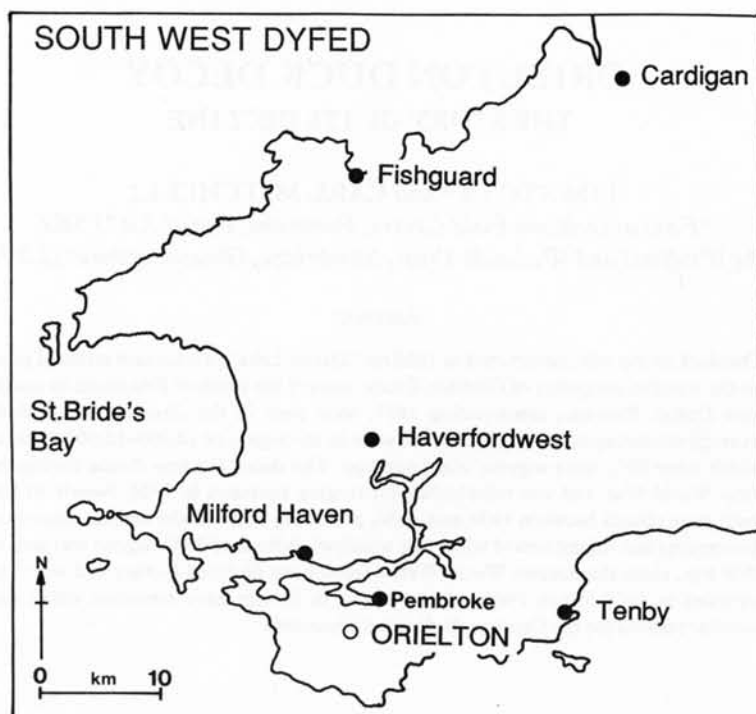 SOUTH WEST DYFED
Cardigan
Fishguard
St.Bride's
Bay
Haverfordwest
Milford Haven
N
Pembroke
Tenby
ORIELTON
0 km 10